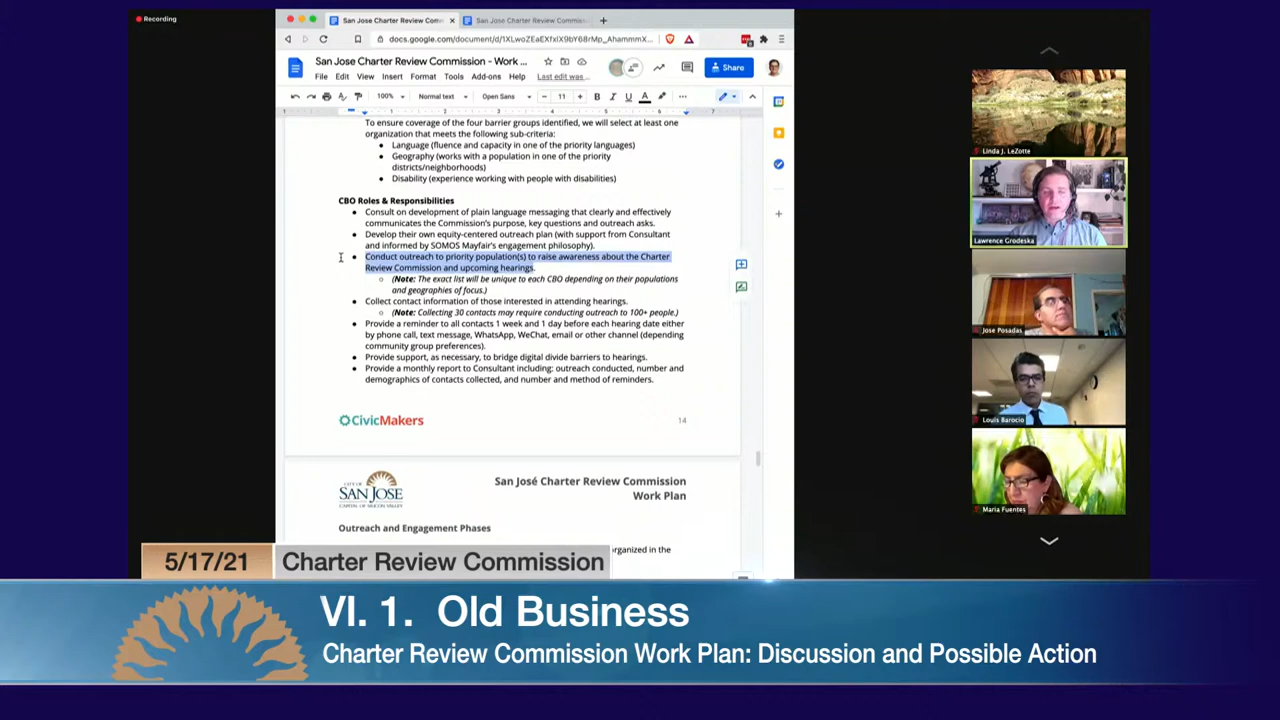 Recording
San Jose Charter Review Comm
San Jose Charter Review Commis
docs.google.com/document/d/1XLwoZEaEXfxIX9bY68rMp_AhammmX...
San Jose Charter Review Commission - Work ...
File Edit View Insert Format Tools Add-ons Help Last edit was...
Share
100% Normal text Open Sans 11 B I U A
To ensure coverage of the four barrier groups identified, we will select at least one
organization that meets the following sub-criteria:
● Language (fluence and capacity in one of the priority languages)
● Geography (works with a population in one of the priority
districts/neighborhoods)
● Disability (experience working with people with disabilities)
CBO Roles & Responsibilities
● Consult on development of plain language messaging that clearly and effectively
communicates the Commission's purpose, key questions and outreach asks.
● Develop their own equity-centered outreach plan (with support from Consultant
and informed by SOMOS Mayfair's engagement philosophy).
● Conduct outreach to priority population(s) to raise awareness about the Charter
Review Commission and upcoming hearings.
○ (Note: The exact list will be unique to each CBO depending on their populations
and geographies of focus.)
● Collect contact information of those interested in attending hearings.
○ (Note: Collecting 30 contacts may require conducting outreach to 100+ people.)
● Provide a reminder to all contacts 1 week and 1 day before each hearing date either
by phone call, text message, WhatsApp, WeChat, email or other channel (depending
community group preferences).
● Provide support, as necessary, to bridge digital divide barriers to hearings.
● Provide a monthly report to Consultant including: outreach conducted, number and
demographics of contacts collected, and number and method of reminders.
CivicMakers
14
CITY OF
SAN JOSE
CAPITAL OF SILICON VALLEY
San José Charter Review Commission
Work Plan
Outreach and Engagement Phases
organized in the
Linda J. LeZotte
Lawrence Grodeska
Jose Posadas
Louis Barocio
Maria Fuentes
5/17/21 Charter Review Commission
VI. 1. Old Business
Charter Review Commission Work Plan: Discussion and Possible Action